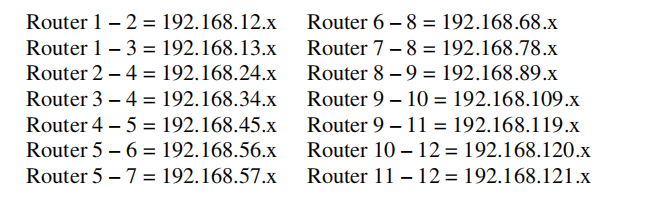 Router 1 – 2 = 192.168.12.x
Router 1 – 3 = 192.168.13.x
Router 2 – 4 = 192.168.24.x
Router 3 – 4 = 192.168.34.x
Router 4 – 5 = 192.168.45.x
Router 5 – 6 = 192.168.56.x
Router 5 – 7 = 192.168.57.x
Router 6 – 8 = 192.168.68.x
Router 7 – 8 = 192.168.78.x
Router 8 – 9 = 192.168.89.x
Router 9 – 10 = 192.168.109.x
Router 9 – 11 = 192.168.119.x
Router 10 – 12 = 192.168.120.x
Router 11 – 12 = 192.168.121.x